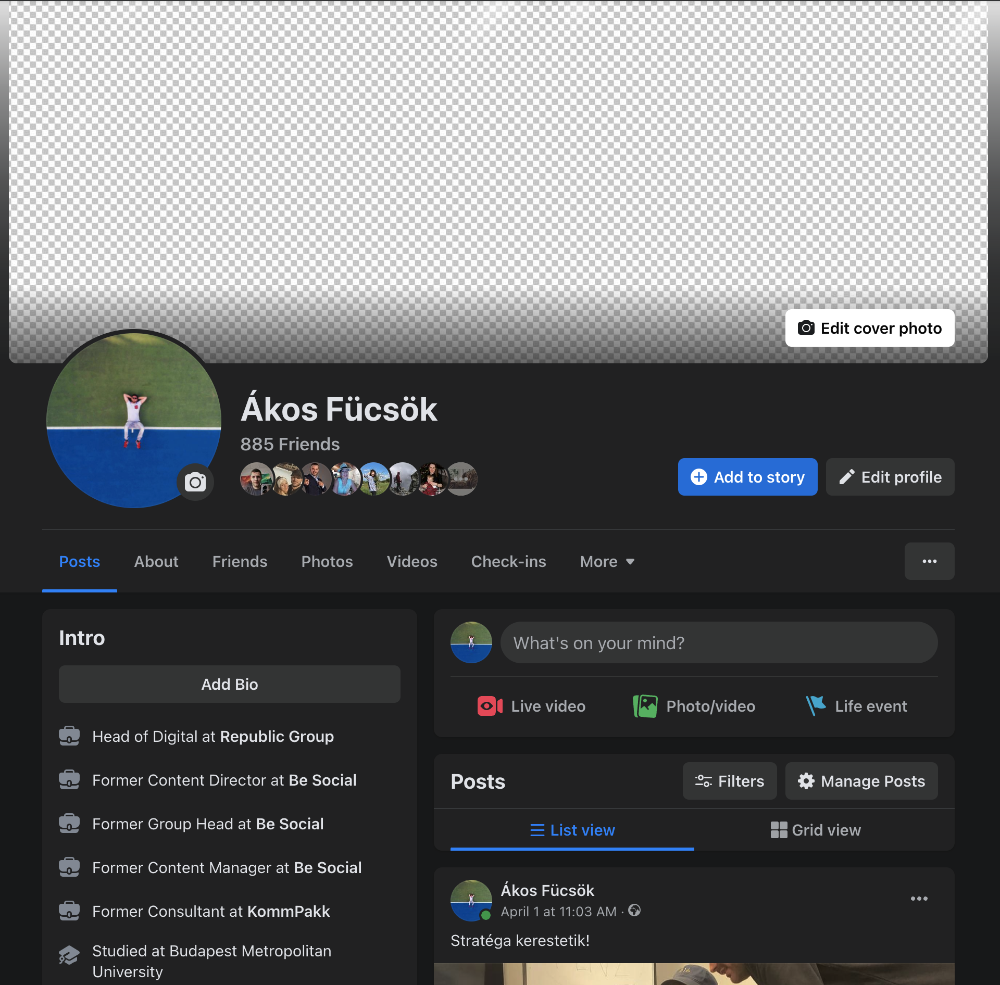 Edit cover photo
Ákos Fücsök
885 Friends
Add to story
Edit profile
Posts
About
Friends
Photos
Videos
Check-ins
More
Intro
Add Bio
Head of Digital at Republic Group
Former Content Director at Be Social
Former Group Head at Be Social
Former Content Manager at Be Social
Former Consultant at KommPakk
Studied at Budapest Metropolitan
University
What's on your mind?
Live video
Photo/video
Life event
Posts
Filters
Manage Posts
List view
Grid view
Ákos Fücsök
April 1 at 11:03 AM ·
Stratéga kerestetik!